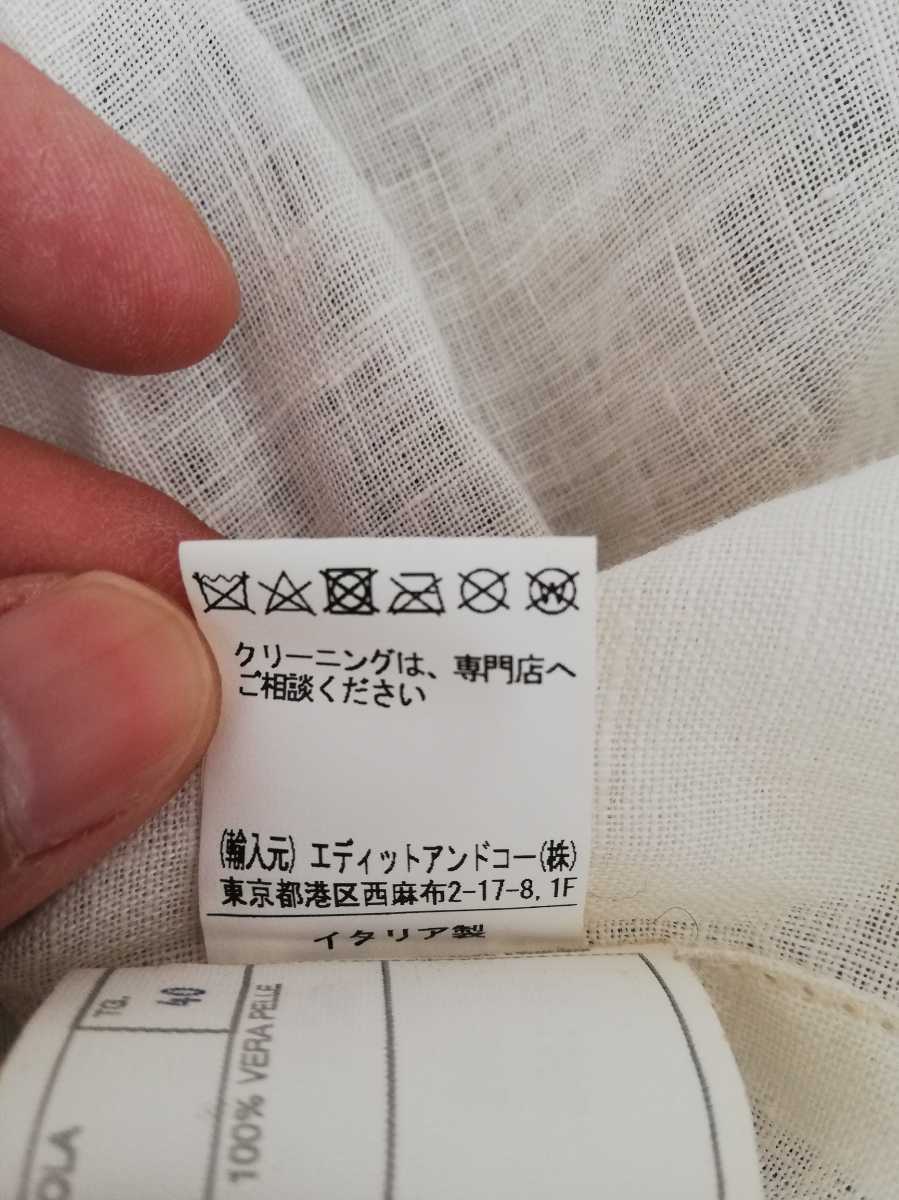 クリーニングは、専門店へ
ご相談ください
(輸入元) エディットアンドコー(株)
東京都港区西麻布2-17-8, 1F
イタリア製
TG. 40
100% VERA PELLE